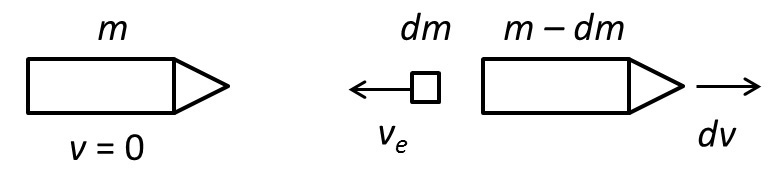 m
v = 0
dm
v_e
m – dm
dv